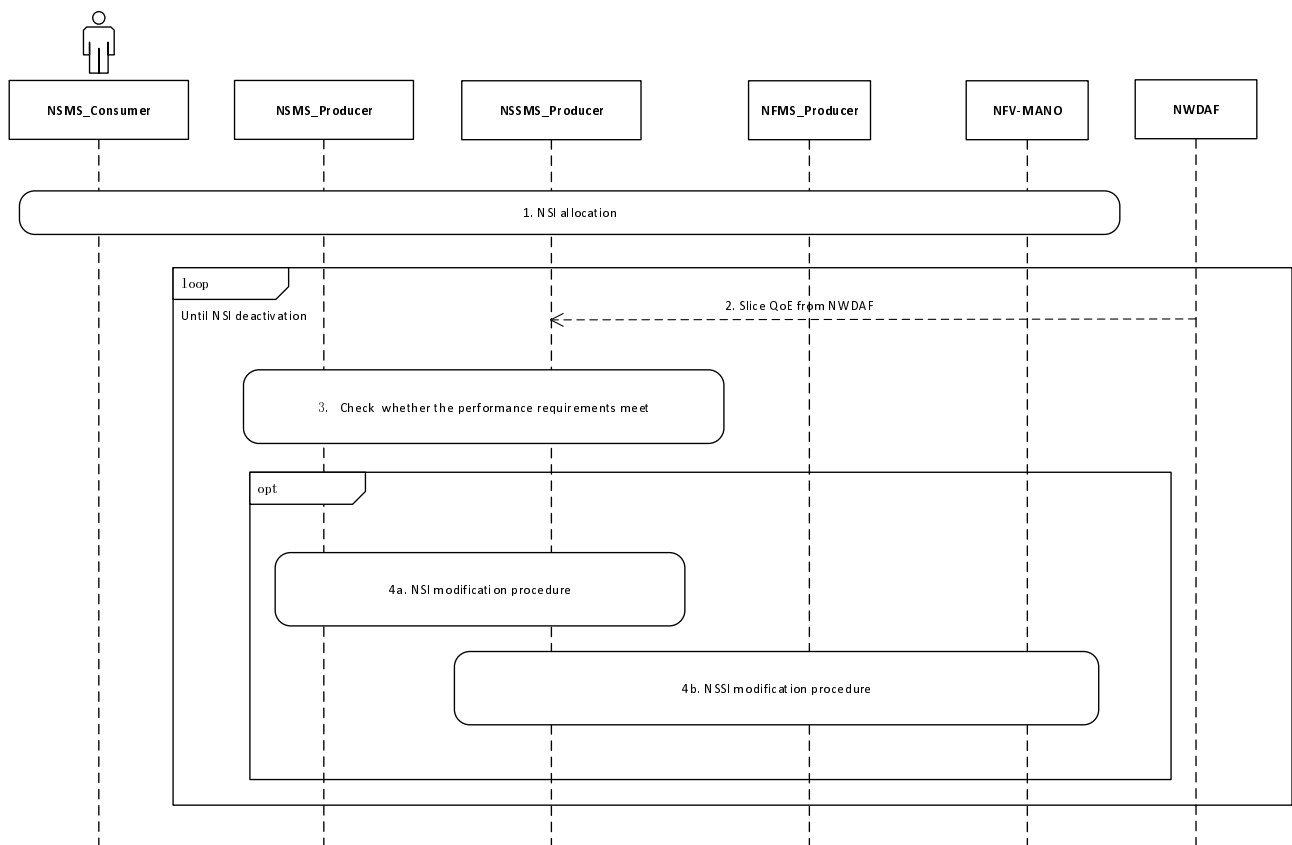 NSMS_Consumer
NSMS_Producer
NSSMS_Producer
NFMS_Producer
NFV-MANO
NWDAF
1. NSI allocation
loop
Until NSI deactivation
2. Slice QoE from NWDAF
3. Check whether the performance requirements meet
opt
4a. NSI modification procedure
4b. NSSI modification procedure